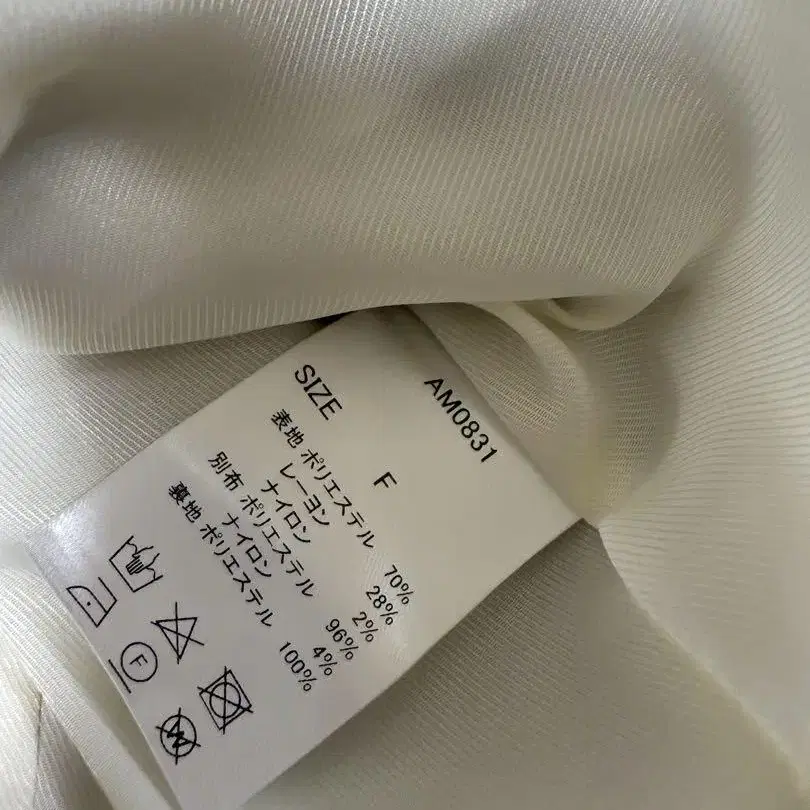 AM0831
SIZE F
表地 ポリエステル 70%
レーヨン 28%
ナイロン 2%
別布 ポリエステル 96%
ナイロン 4%
裏地 ポリエステル 100%
F
W